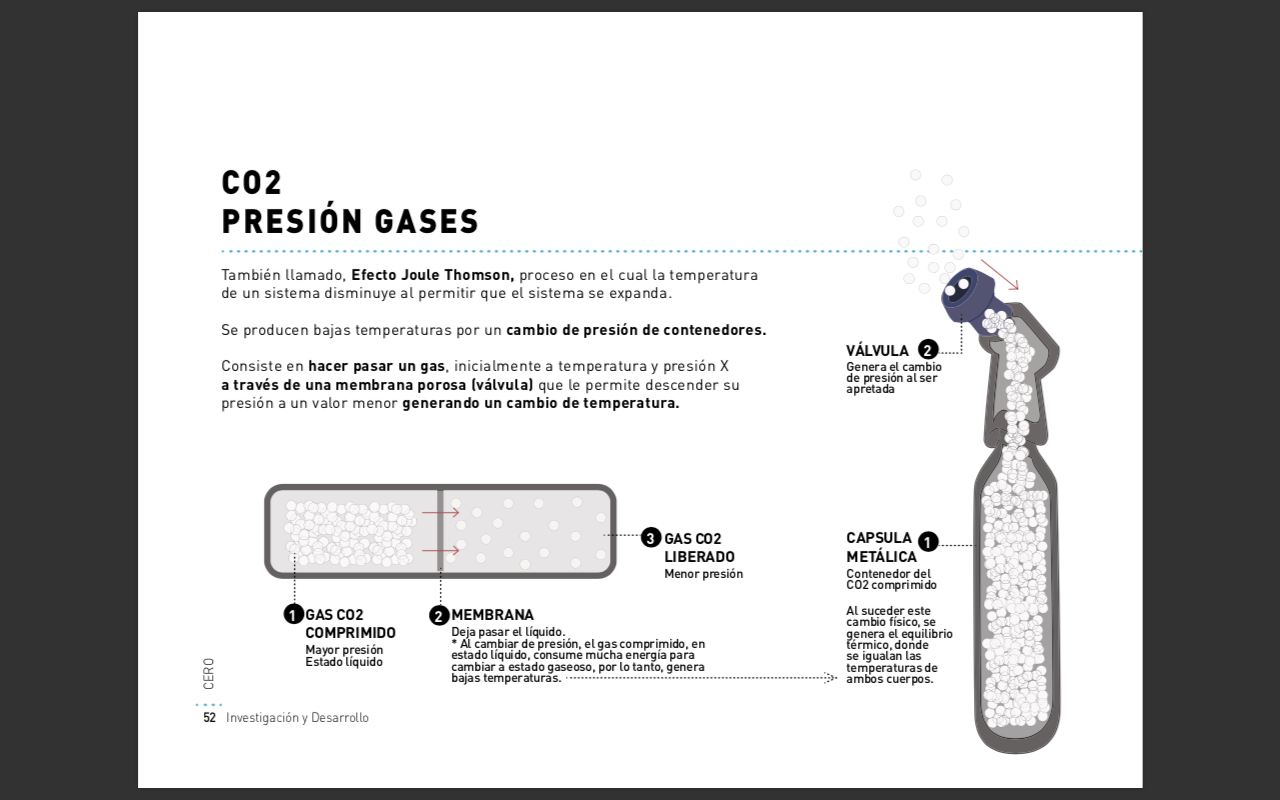 CO2
PRESIÓN GASES
También llamado, Efecto Joule Thomson, proceso en el cual la temperatura
de un sistema disminuye al permitir que el sistema se expanda.
Se producen bajas temperaturas por un cambio de presión de contenedores.
Consiste en hacer pasar un gas, inicialmente a temperatura y presión X
a través de una membrana porosa (válvula) que le permite descender su
presión a un valor menor generando un cambio de temperatura.
VÁLVULA 2
Genera el cambio
de presión al ser
apretada
3 GAS CO2
LIBERADO
Menor presión
CAPSULA 1
METÁLICA
Contenedor del
CO2 comprimido
Al suceder este
cambio físico, se
genera el equilibrio
térmico, donde
se igualan las
temperaturas de
ambos cuerpos.
1 GAS CO2
COMPRIMIDO
Mayor presión
Estado líquido
2 MEMBRANA
Deja pasar el líquido.
* Al cambiar de presión, el gas comprimido, en
estado líquido, consume mucha energía para
cambiar a estado gaseoso, por lo tanto, genera
bajas temperaturas.
CERO
52 Investigación y Desarrollo